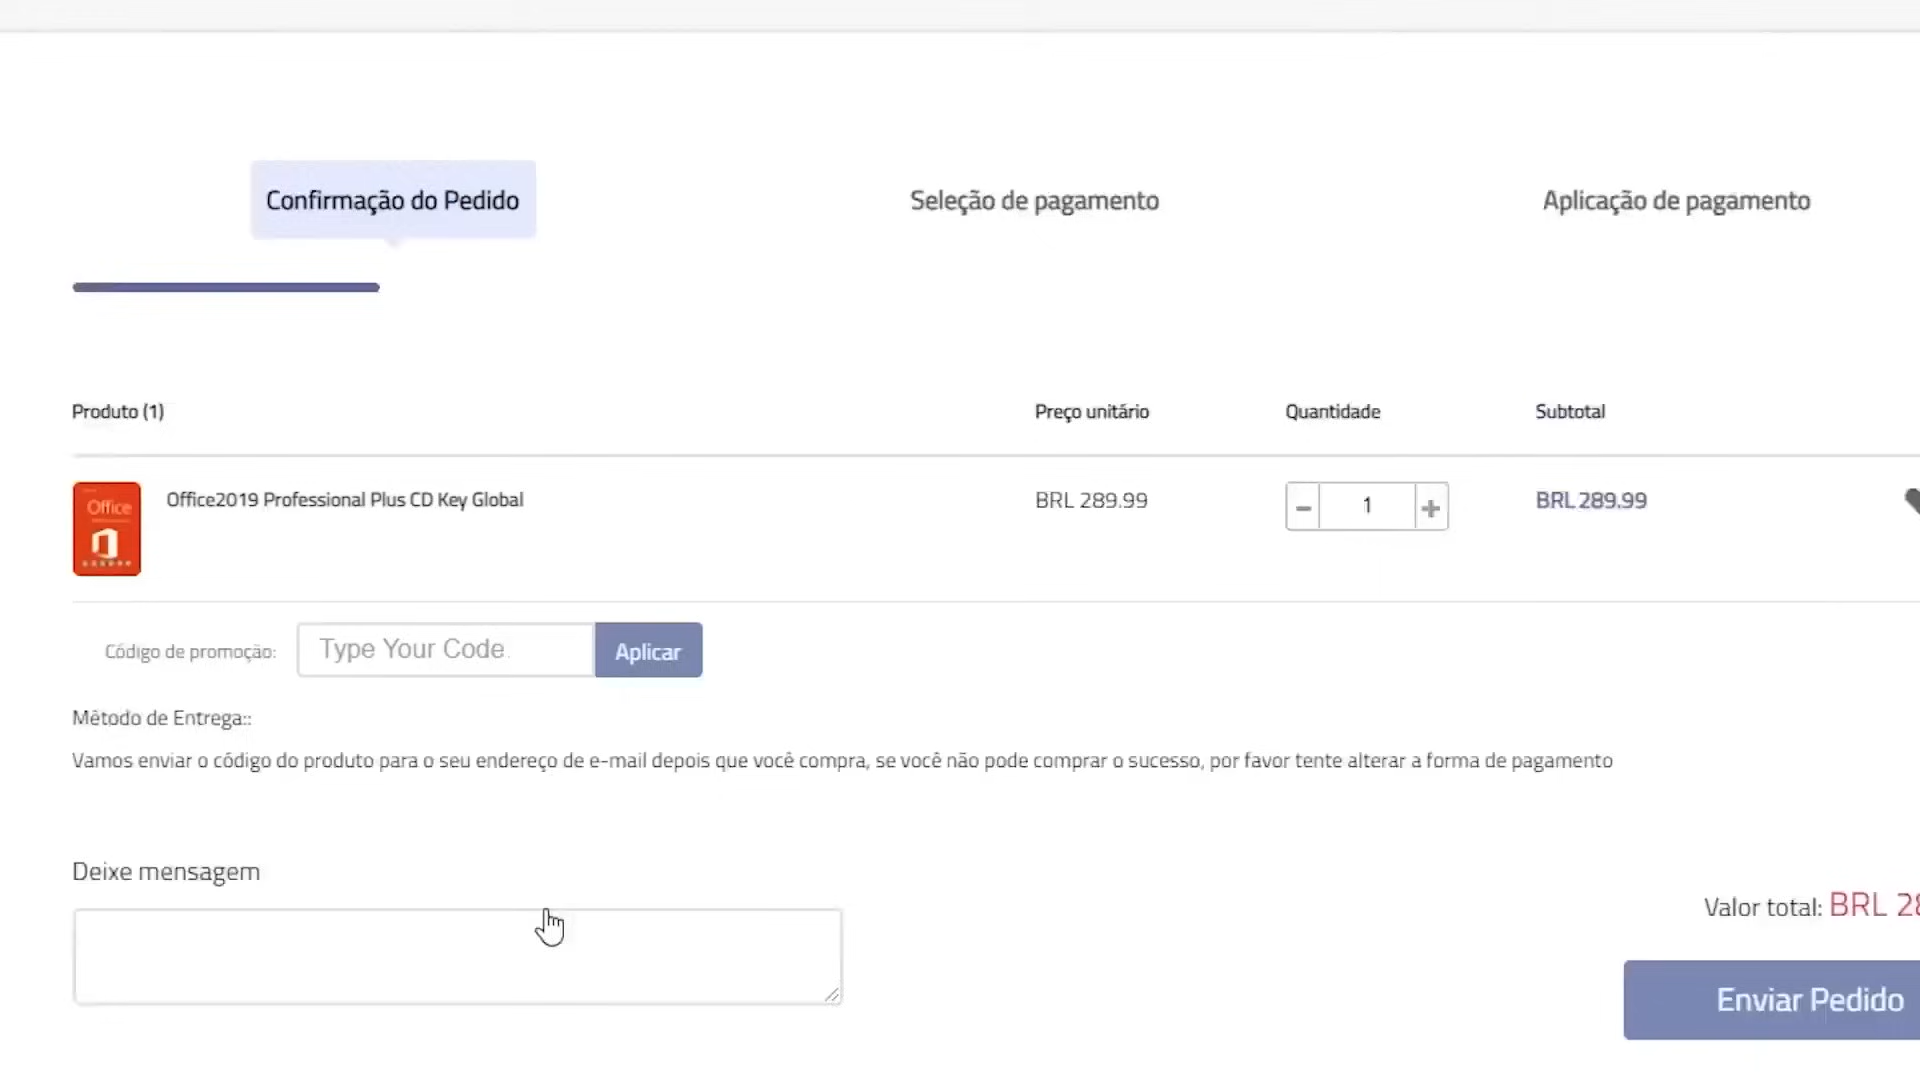 Confirmação do Pedido
Seleção de pagamento
Aplicação de pagamento
Produto (1)
Preço unitário
Quantidade
Subtotal
Office
Office2019 Professional Plus CD Key Global
BRL 289.99
1
BRL 289.99
Código de promoção:
Type Your Code.
Aplicar
Método de Entrega::
Vamos enviar o código do produto para o seu endereço de e-mail depois que você compra, se você não pode comprar o sucesso, por favor tente alterar a forma de pagamento
Deixe mensagem
Valor total: BRL 28
Enviar Pedido